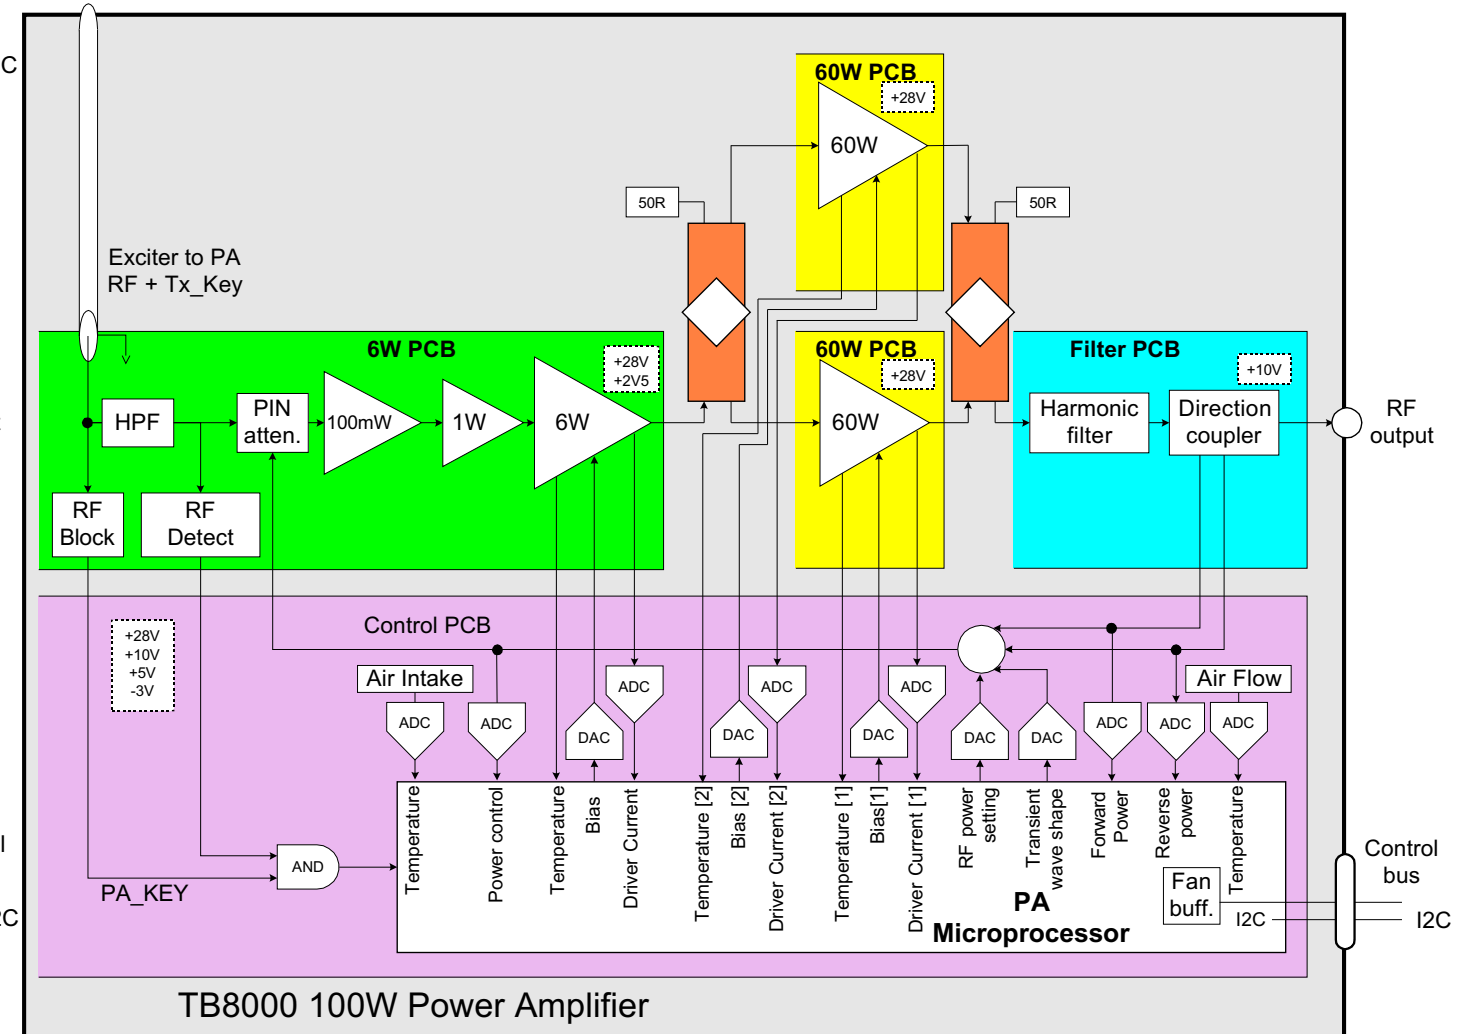 C
60W PCB
+28V
60W
50R
50R
Exciter to PA
RF + Tx_Key
6W PCB
+28V
+2V5
60W PCB
+28V
Filter PCB
+10V
HPF
PIN
atten.
100mW
1W
6W
60W
Harmonic
filter
Direction
coupler
RF
output
RF
Block
RF
Detect
Control PCB
+28V
+10V
+5V
-3V
Air Intake
Air Flow
ADC
ADC
DAC
ADC
DAC
ADC
DAC
ADC
DAC
DAC
ADC
ADC
ADC
Temperature
Power control
Temperature
Bias
Driver Current
Temperature [2]
Bias [2]
Driver Current [2]
Temperature [1]
Bias[1]
Driver Current [1]
RF power
setting
Transient
wave shape
Forward
Power
Reverse
power
Temperature
AND
PA_KEY
Fan
buff.
I2C
PA
Microprocessor
Control
bus
I2C
I
2C
TB8000 100W Power Amplifier